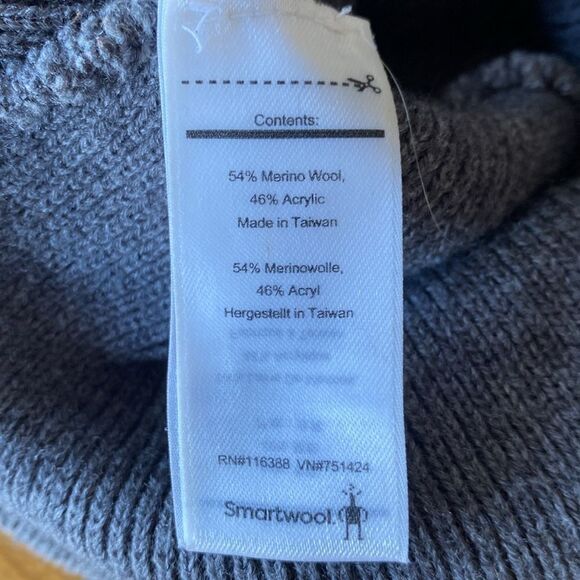 Contents:
54% Merino Wool,
46% Acrylic
Made in Taiwan
54% Merinowolle,
46% Acryl
Hergestellt in Taiwan
RN#116388 VN#751424
Smartwool.